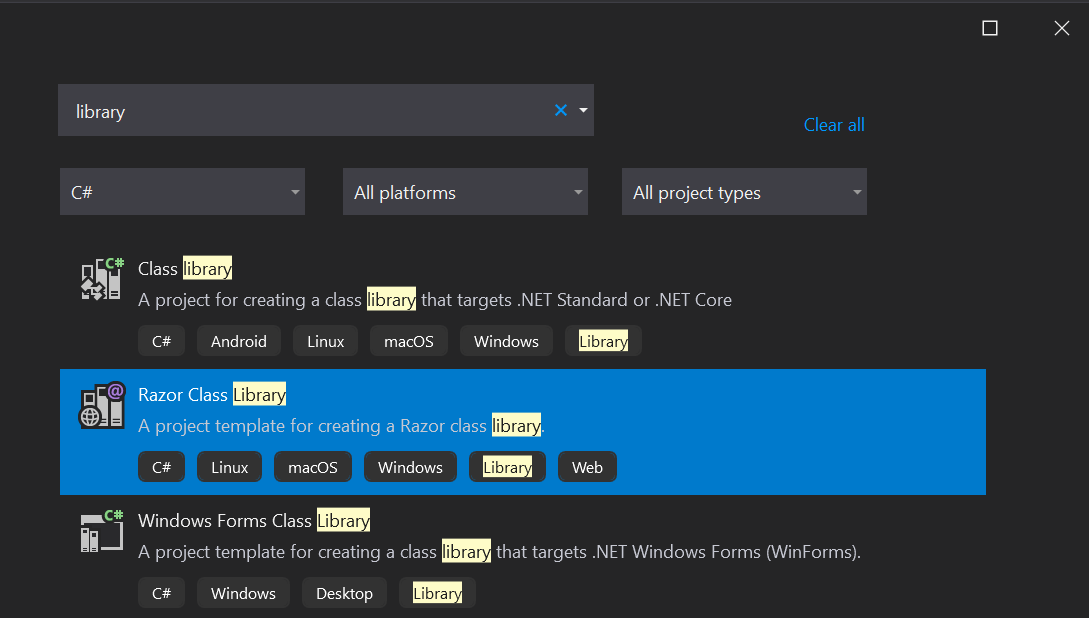 library
Clear all
C# All platforms All project types
C#
Class library
A project for creating a class library that targets .NET Standard or .NET Core
C# Android Linux macOS Windows Library
@
Razor Class Library
A project template for creating a Razor class library.
C# Linux macOS Windows Library Web
C#
Windows Forms Class Library
A project template for creating a class library that targets .NET Windows Forms (WinForms).
C# Windows Desktop Library